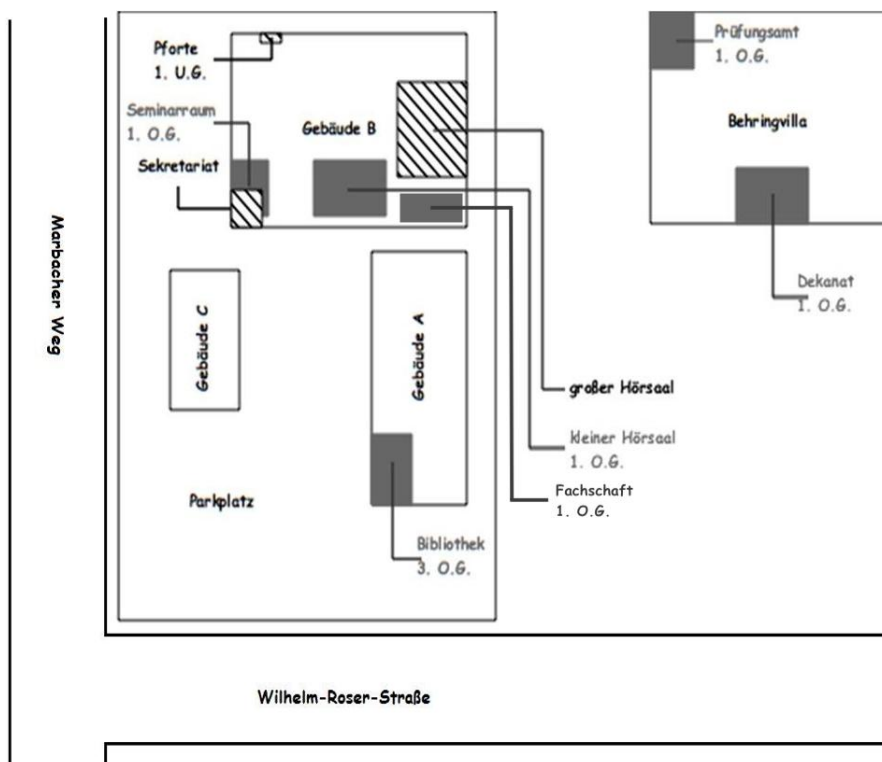 Pforte
1. U.G.
Seminarraum
1. O.G.
Sekretariat
Gebäude B
Prüfungsamt
1. O.G.
Behringvilla
Dekanat
1. O.G.
Marbacher Weg
Gebäude C
Gebäude A
großer Hörsaal
kleiner Hörsaal
1. O.G.
Fachschaft
1. O.G.
Parkplatz
Bibliothek
3. O.G.
Wilhelm-Roser-Straße